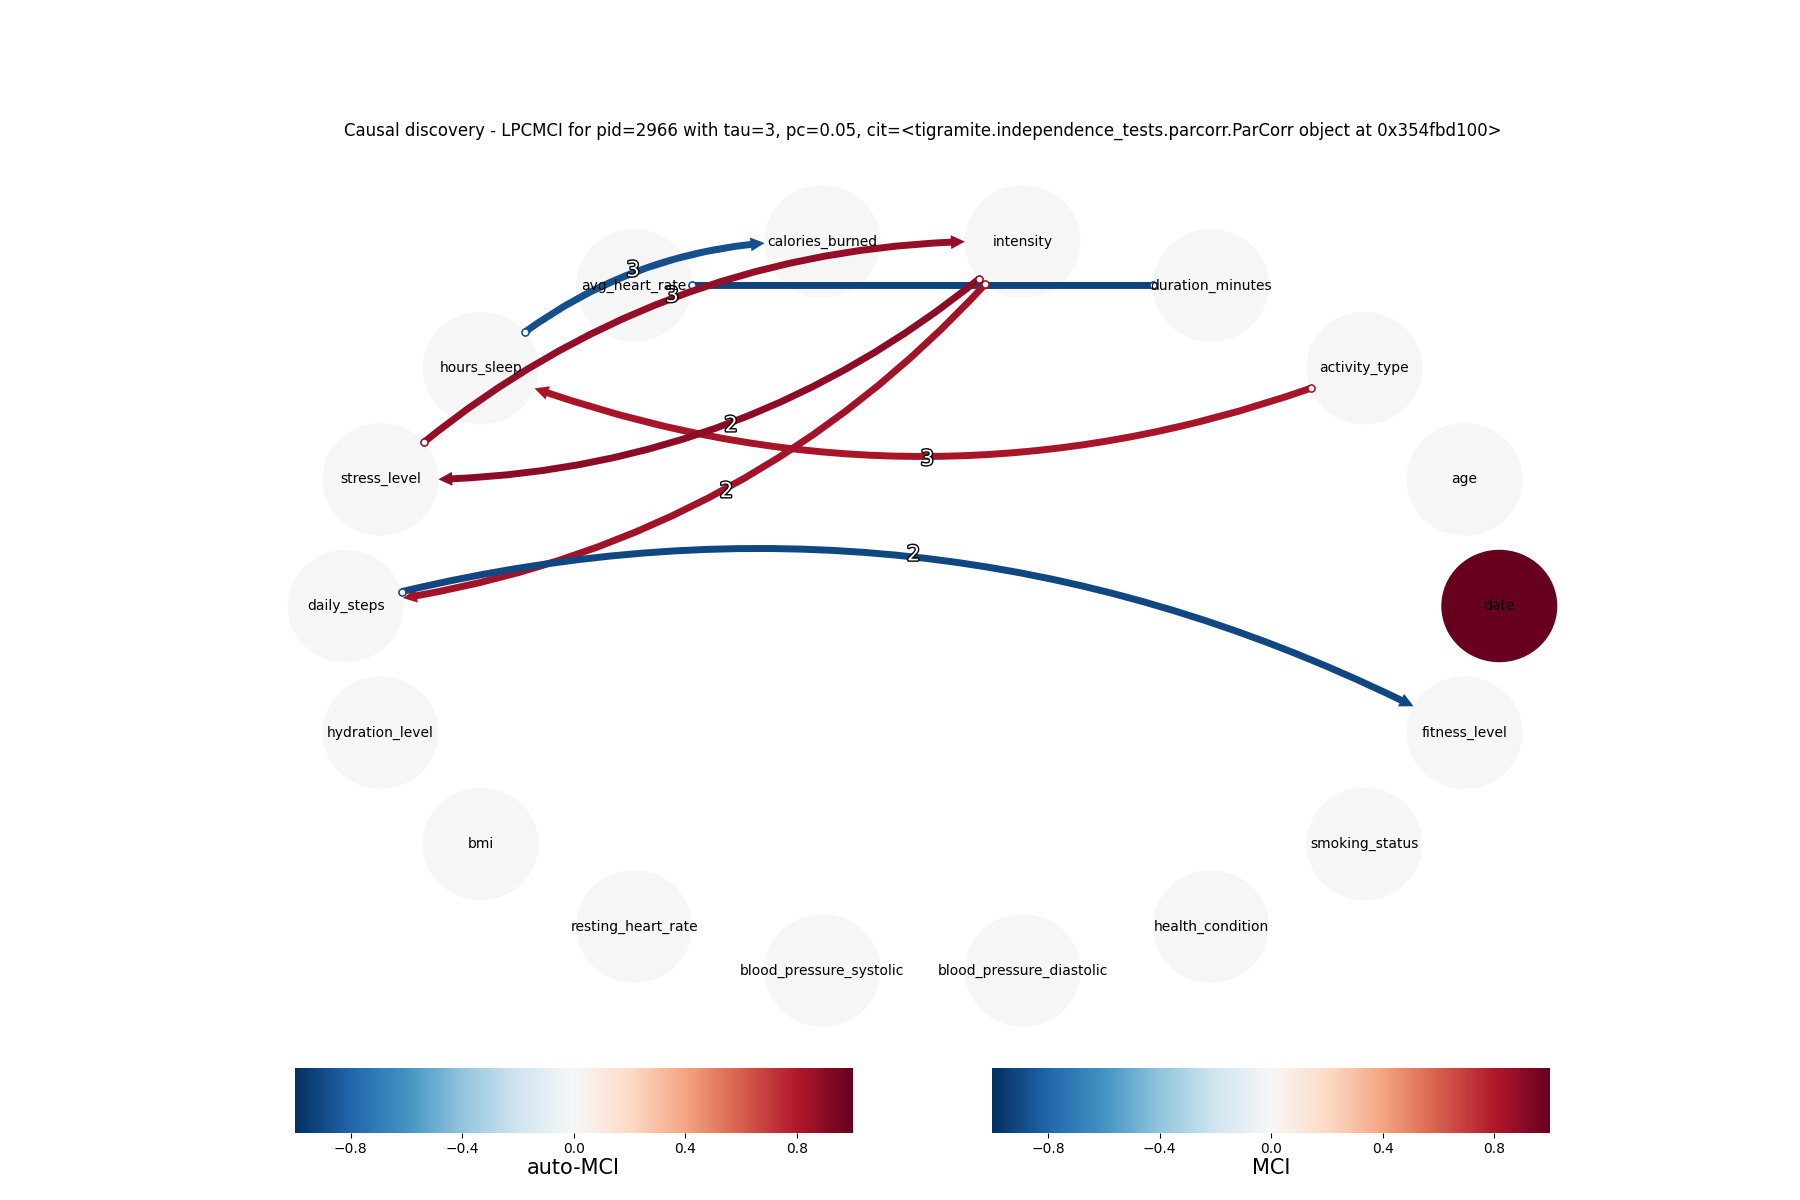 Causal discovery - LPCMCI for pid=2966 with tau=3, pc=0.05, cit=<tigramite.independence_tests.parcorr.ParCorr object at 0x354fbd100>
calories_burned
intensity
3
avg_heart_rate
duration_minutes
3
hours_sleep
activity_type
2
3
stress_level
age
2
2
daily_steps
date
hydration_level
fitness_level
bmi
smoking_status
resting_heart_rate
health_condition
blood_pressure_systolic
blood_pressure_diastolic
−0.8 −0.4 0.0 0.4 0.8
auto-MCI
−0.8 −0.4 0.0 0.4 0.8
MCI